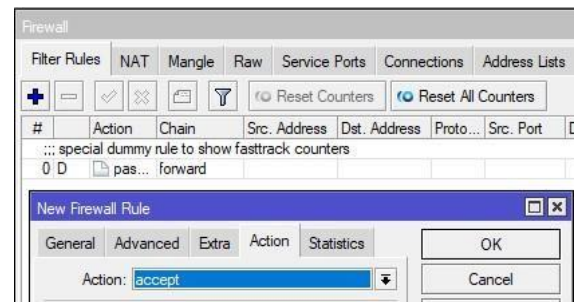 Firewall
Filter Rules NAT Mangle Raw Service Ports Connections Address Lists
Reset Counters Reset All Counters
# Action Chain Src. Address Dst. Address Proto... Src. Port
;;; special dummy rule to show fasttrack counters
0 D pas... forward
New Firewall Rule
General Advanced Extra Action Statistics OK
Action: accept Cancel